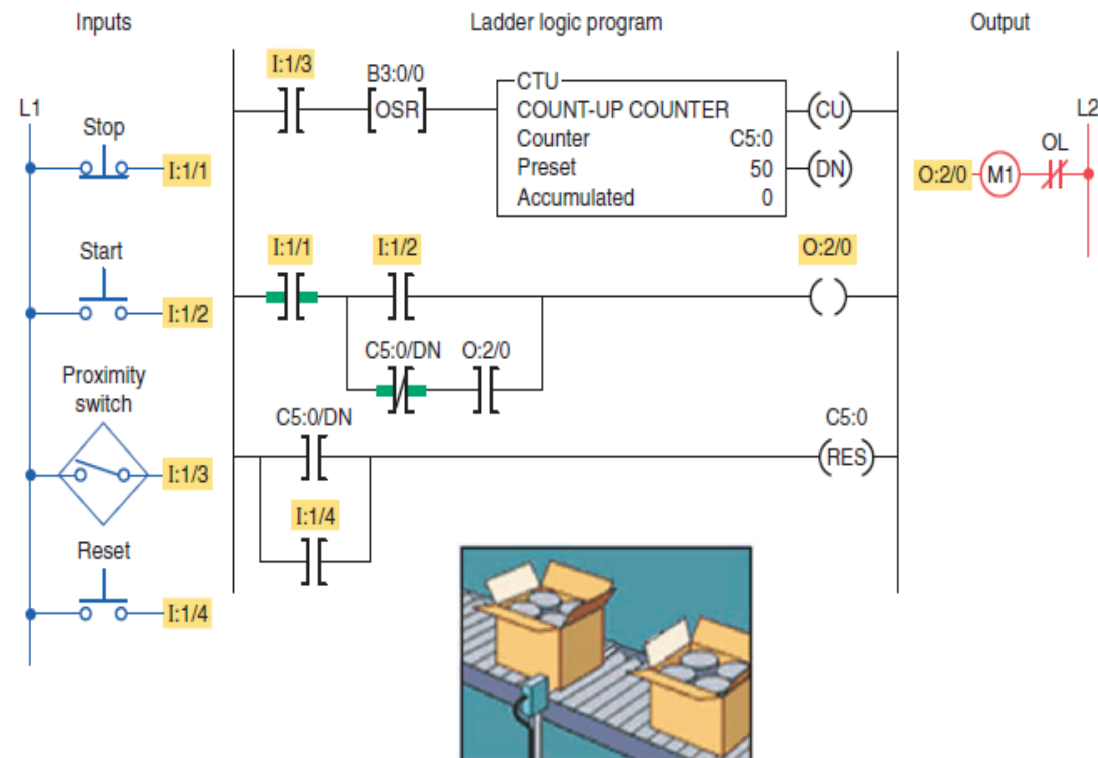 Inputs
Ladder logic program
Output
L1
Stop
I:1/1
Start
I:1/2
Proximity
switch
I:1/3
Reset
I:1/4
I:1/3
B3:0/0
OSR
CTU
COUNT-UP COUNTER
Counter C5:0
Preset 50
Accumulated 0
CU
DN
I:1/1
I:1/2
O:2/0
C5:0/DN
O:2/0
C5:0/DN
C5:0
RES
I:1/4
L2
OL
O:2/0
M1